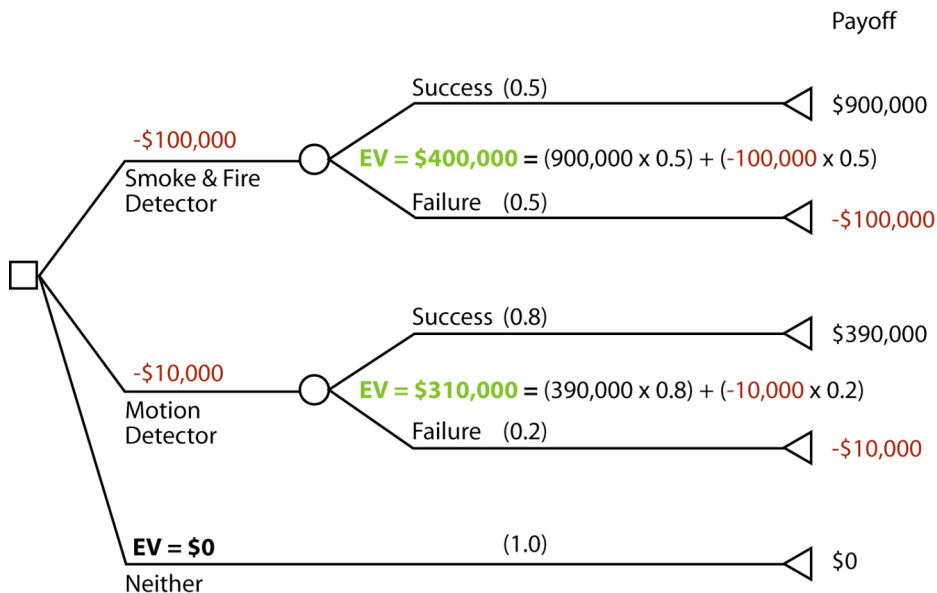 Payoff
Success (0.5)
$900,000
-$100,000
EV = $400,000 = (900,000 x 0.5) + (-100,000 x 0.5)
Smoke & Fire
Detector
Failure (0.5)
-$100,000
Success (0.8)
$390,000
-$10,000
EV = $310,000 = (390,000 x 0.8) + (-10,000 x 0.2)
Motion
Detector
Failure (0.2)
-$10,000
EV = $0 (1.0)
$0
Neither